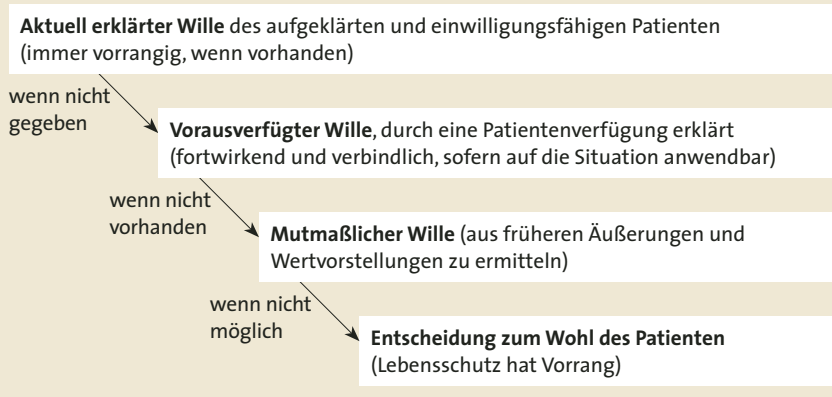 Aktuell erklärter Wille des aufgeklärten und einwilligungsfähigen Patienten
(immer vorrangig, wenn vorhanden)
wenn nicht
gegeben
Vorausverfügter Wille, durch eine Patientenverfügung erklärt
(fortwirkend und verbindlich, sofern auf die Situation anwendbar)
wenn nicht
vorhanden
Mutmaßlicher Wille (aus früheren Äußerungen und
Wertvorstellungen zu ermitteln)
wenn nicht
möglich
Entscheidung zum Wohl des Patienten
(Lebensschutz hat Vorrang)